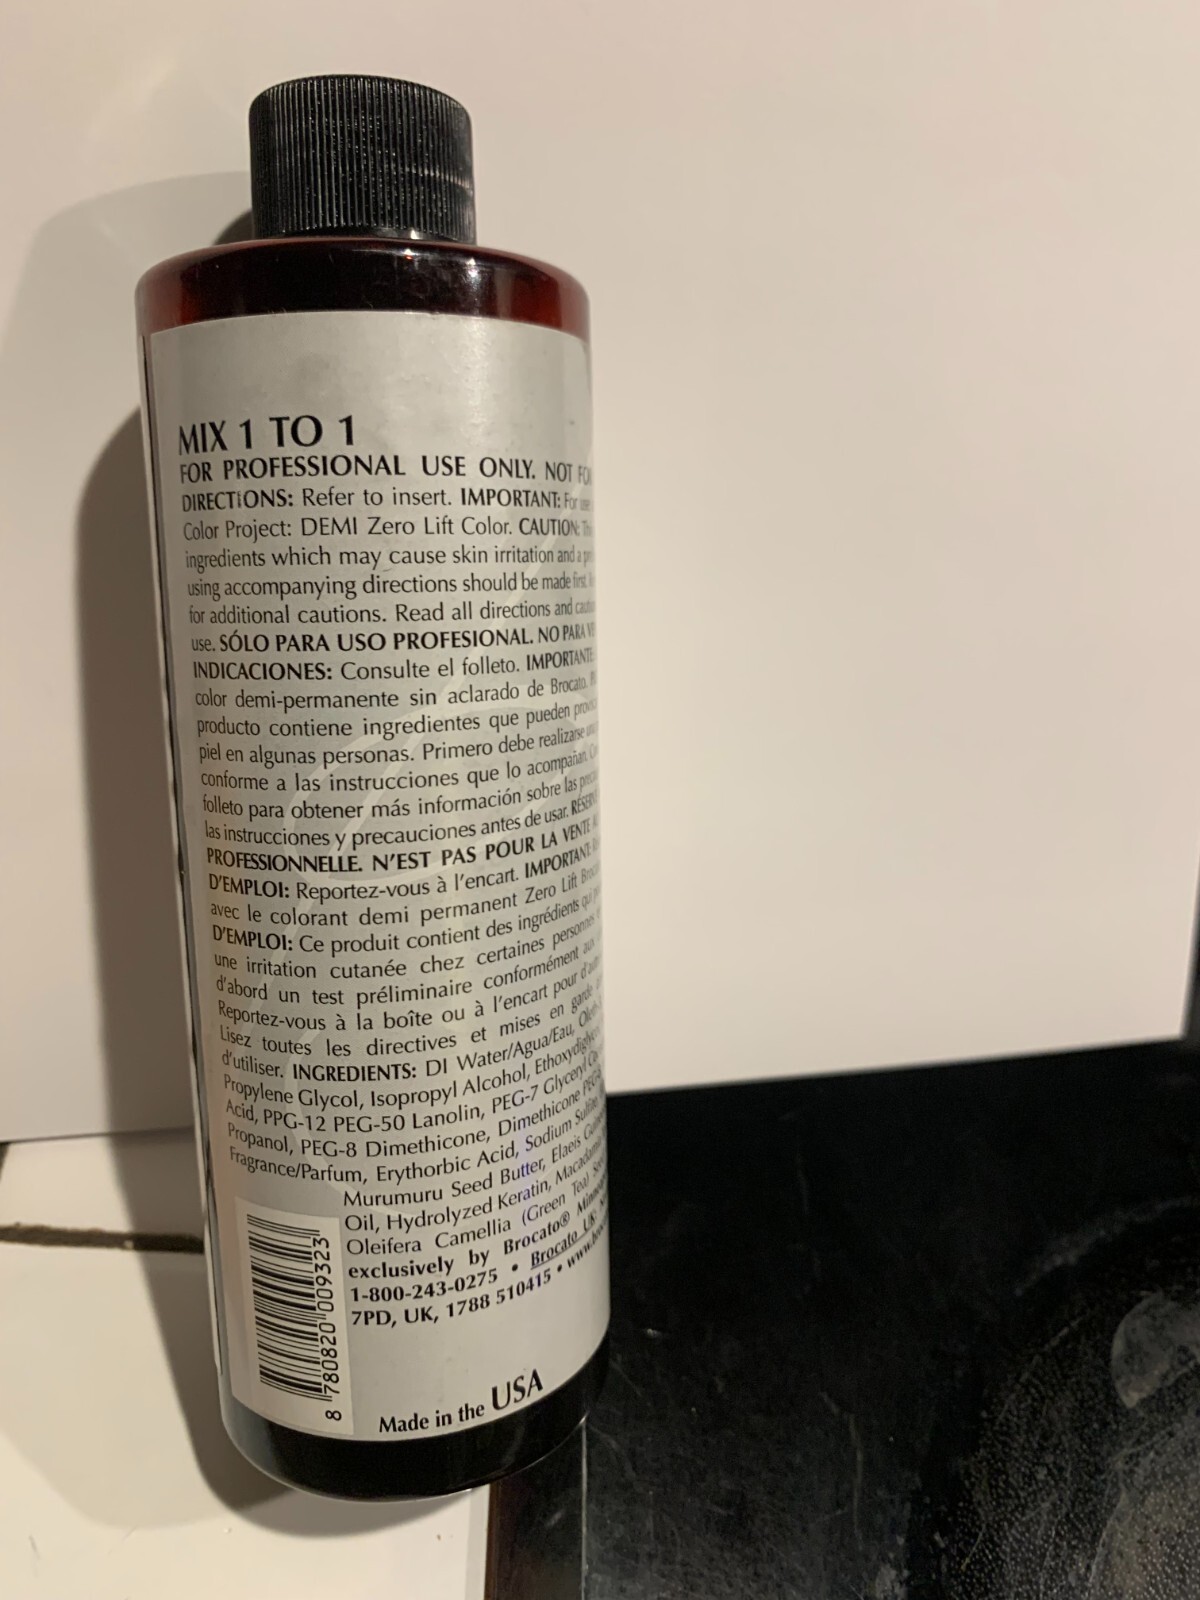 MIX 1 TO 1
FOR PROFESSIONAL USE ONLY. NOT
DIRECTIONS: Refer to insert. IMPORTANT: For
Color Project: DEMI Zero Lift Color. CAUTION:
ingredients which may cause skin irritation and a
using accompanying directions should be made first.
for additional cautions. Read all directions and
use. SÓLO PARA USO PROFESIONAL. NO PARA
INDICACIONES: Consulte el folleto. IMPORTANTE:
color demi-permanente sin aclarado de Brocato.
producto contiene ingredientes que pueden
piel en algunas personas. Primero debe realizarse
conforme a las instrucciones que lo acompañan.
folleto para obtener más información sobre las
las instrucciones y precauciones antes de usar.
PROFESSIONNELLE. N'EST PAS POUR LA VENTE
D'EMPLOI: Reportez-vous à l'encart. IMPORTANT:
avec le colorant demi permanent Zero Lift
D'EMPLOI: Ce produit contient des ingrédients qui
une irritation cutanée chez certaines personnes
d'abord un test préliminaire conformément aux
Reportez-vous à la boîte ou à l'encart pour
Lisez toutes les directives et mises en garde
d'utiliser. INGREDIENTS: DI Water/Agua/Eau,
Propylene Glycol, Isopropyl Alcohol,
Acid, PPG-12 PEG-50 Lanolin, PEG-7 Glyceryl
Propanol, PEG-8 Dimethicone, Dimethicone
Fragrance/Parfum, Erythorbic Acid, Sodium
Murumuru Seed Butter, Elaeis
Oil, Hydrolyzed Keratin, Macadamia
Oleifera Camellia (Green Tea)
exclusively by Brocato®
1-800-243-0275 • Brocato UK:
7PD, UK, 1788 510415 •
8 780820 009323
Made in the USA